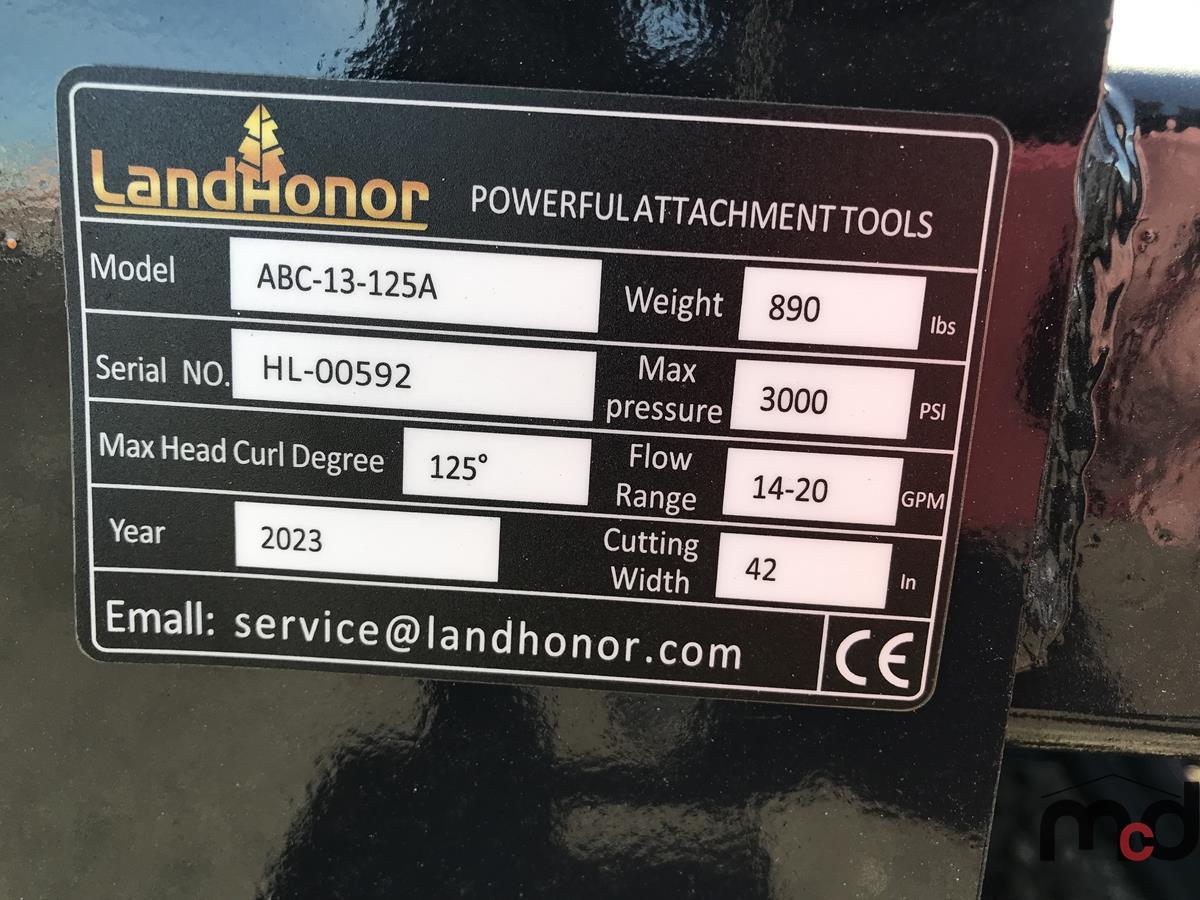 LandHonor POWERFUL ATTACHMENT TOOLS
Model ABC-13-125A Weight 890 lbs
Serial NO. HL-00592 Max pressure 3000 PSI
Max Head Curl Degree 125° Flow Range 14-20 GPM
Year 2023 Cutting Width 42 In
Emall: service@landhonor.com CE
mcd